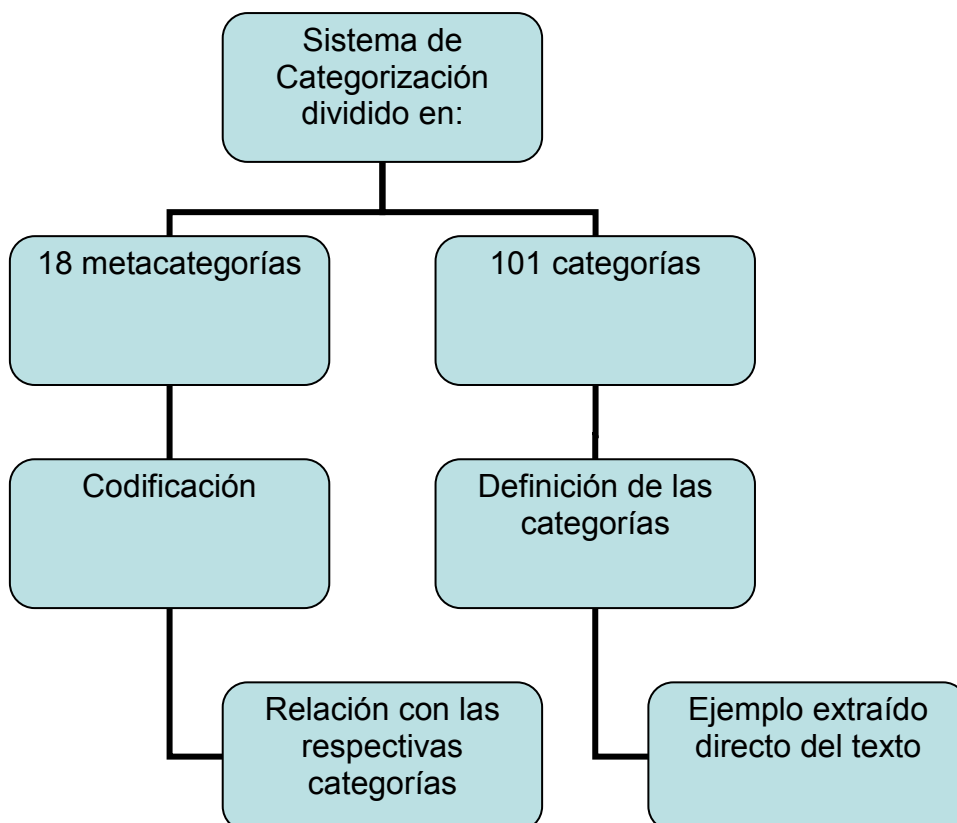 Sistema de
Categorización
dividido en:
18 metacategorías
101 categorías
Codificación
Definición de las
categorías
Relación con las
respectivas
categorías
Ejemplo extraído
directo del texto